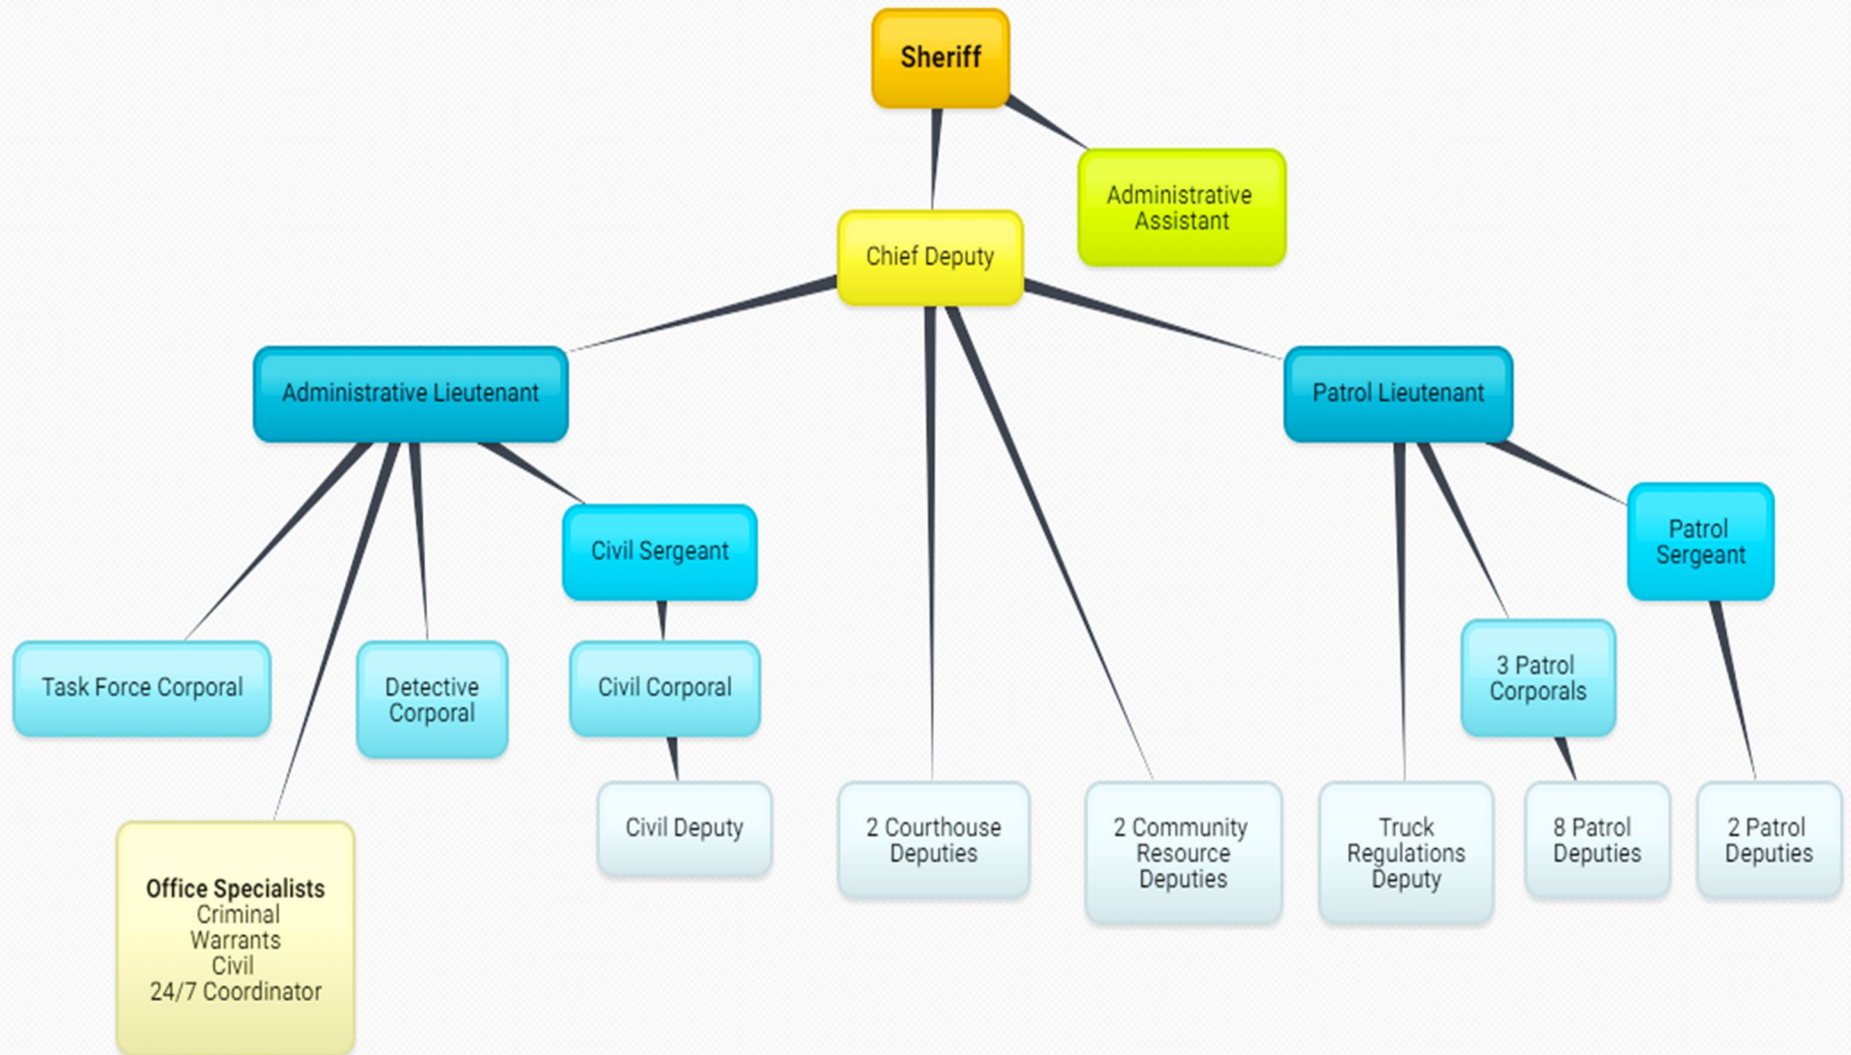 Sheriff
Administrative
Assistant
Chief Deputy
Administrative Lieutenant
Patrol Lieutenant
Civil Sergeant
Patrol
Sergeant
Task Force Corporal
Detective
Corporal
Civil Corporal
3 Patrol
Corporals
Office Specialists
Criminal
Warrants
Civil
24/7 Coordinator
Civil Deputy
2 Courthouse
Deputies
2 Community
Resource
Deputies
Truck
Regulations
Deputy
8 Patrol
Deputies
2 Patrol
Deputies